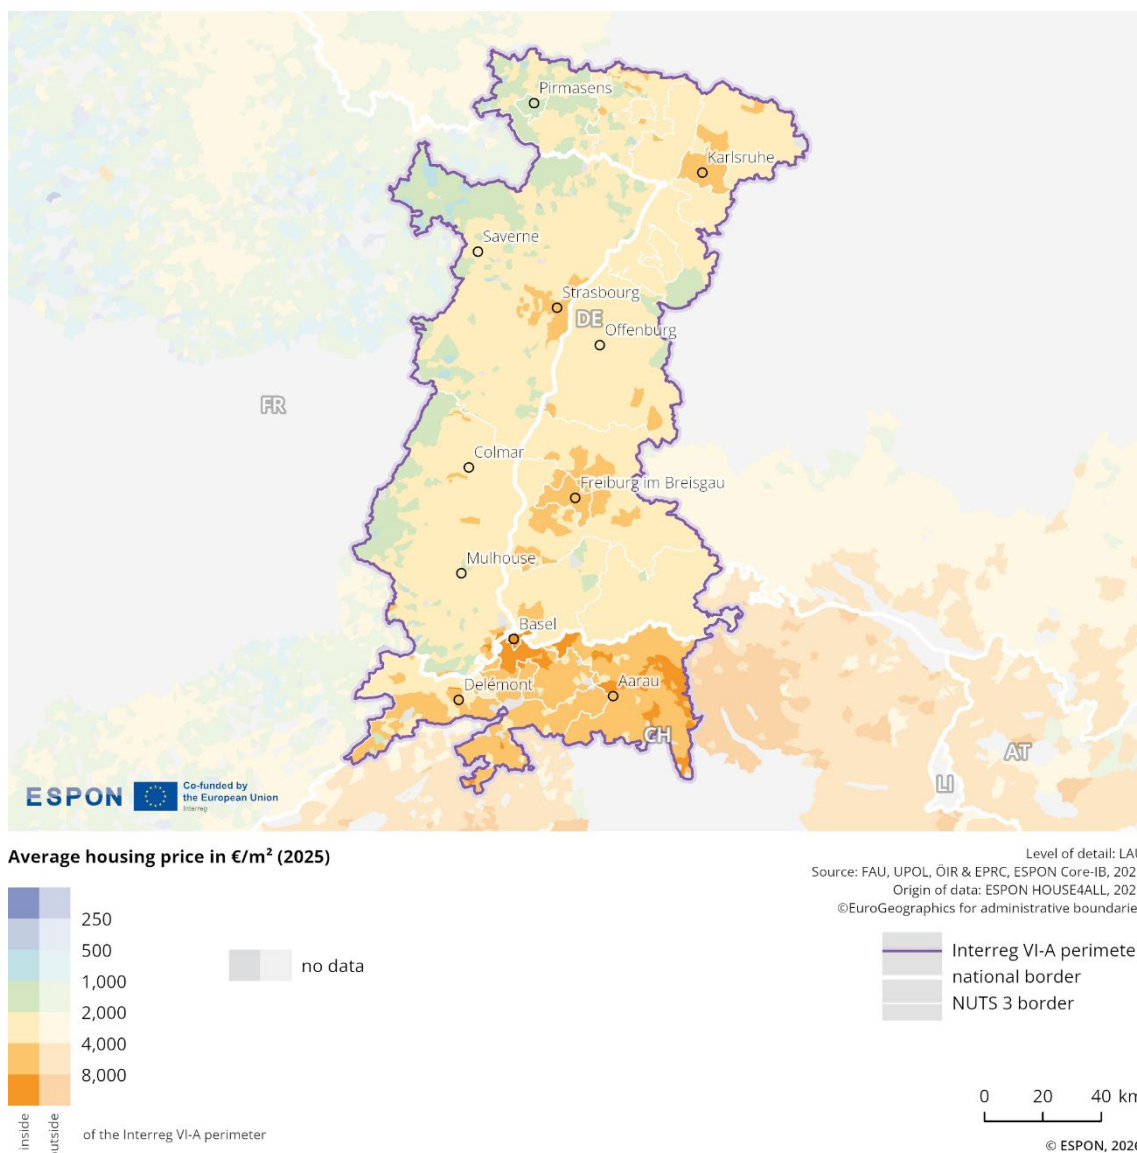 Pirmasens
Karlsruhe
Saverne
Strasbourg
DE
Offenburg
FR
Colmar
Freiburg im Breisgau
Mulhouse
Basel
Delémont
Aarau
CH
AT
LI
ESPON
Co-funded by
the European Union
Interreg
Average housing price in €/m² (2025)
250
500
1,000
2,000
4,000
8,000
inside
outside
of the Interreg VI-A perimeter
no data
Level of detail: LAU
Source: FAU, UPOL, ÖIR & EPRC, ESPON Core-IB, 202
Origin of data: ESPON HOUSE4ALL, 202
©EuroGeographics for administrative boundarie
Interreg VI-A perimete
national border
NUTS 3 border
0 20 40 km
© ESPON, 2026